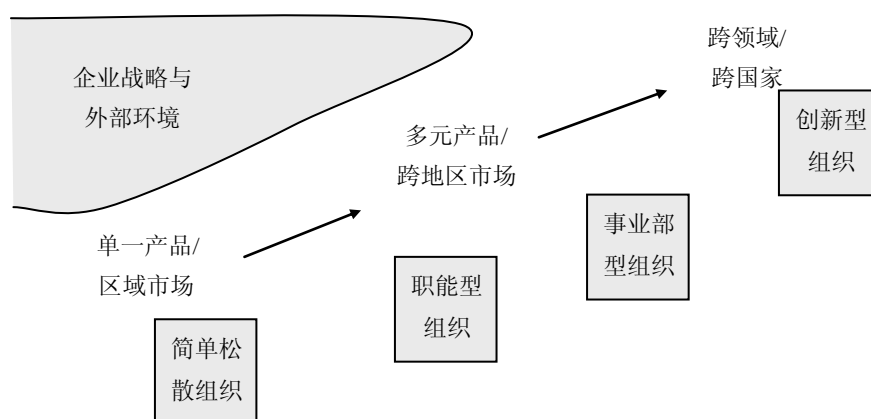 企业战略与
外部环境
跨领域/
跨国家
创新型
组织
多元产品/
跨地区市场
事业部
型组织
单一产品/
区域市场
职能型
组织
简单松
散组织